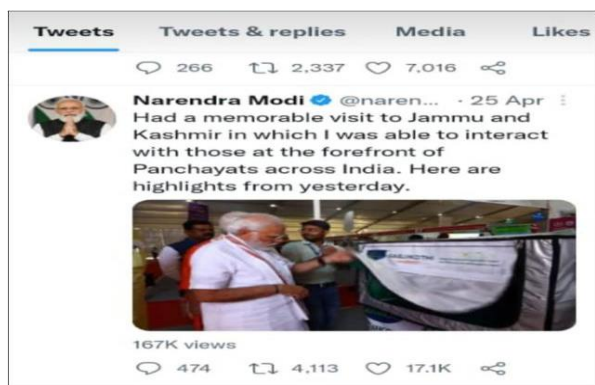 Tweets Tweets & replies Media Likes
266 2,337 7,016
Narendra Modi @naren... · 25 Apr
Had a memorable visit to Jammu and
Kashmir in which I was able to interact
with those at the forefront of
Panchayats across India. Here are
highlights from yesterday.
167K views
474 4,113 17.1K